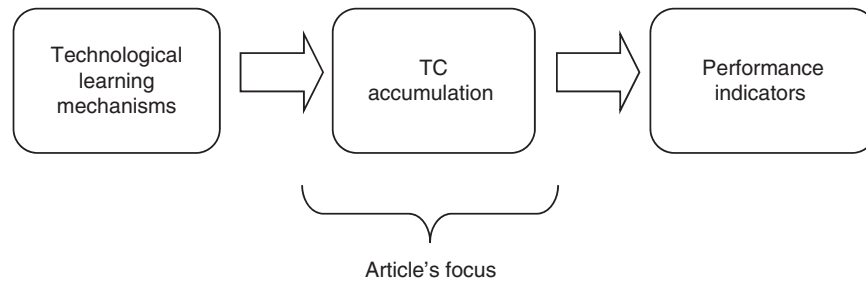 Technological
learning
mechanisms
TC
accumulation
Performance
indicators
Article's focus